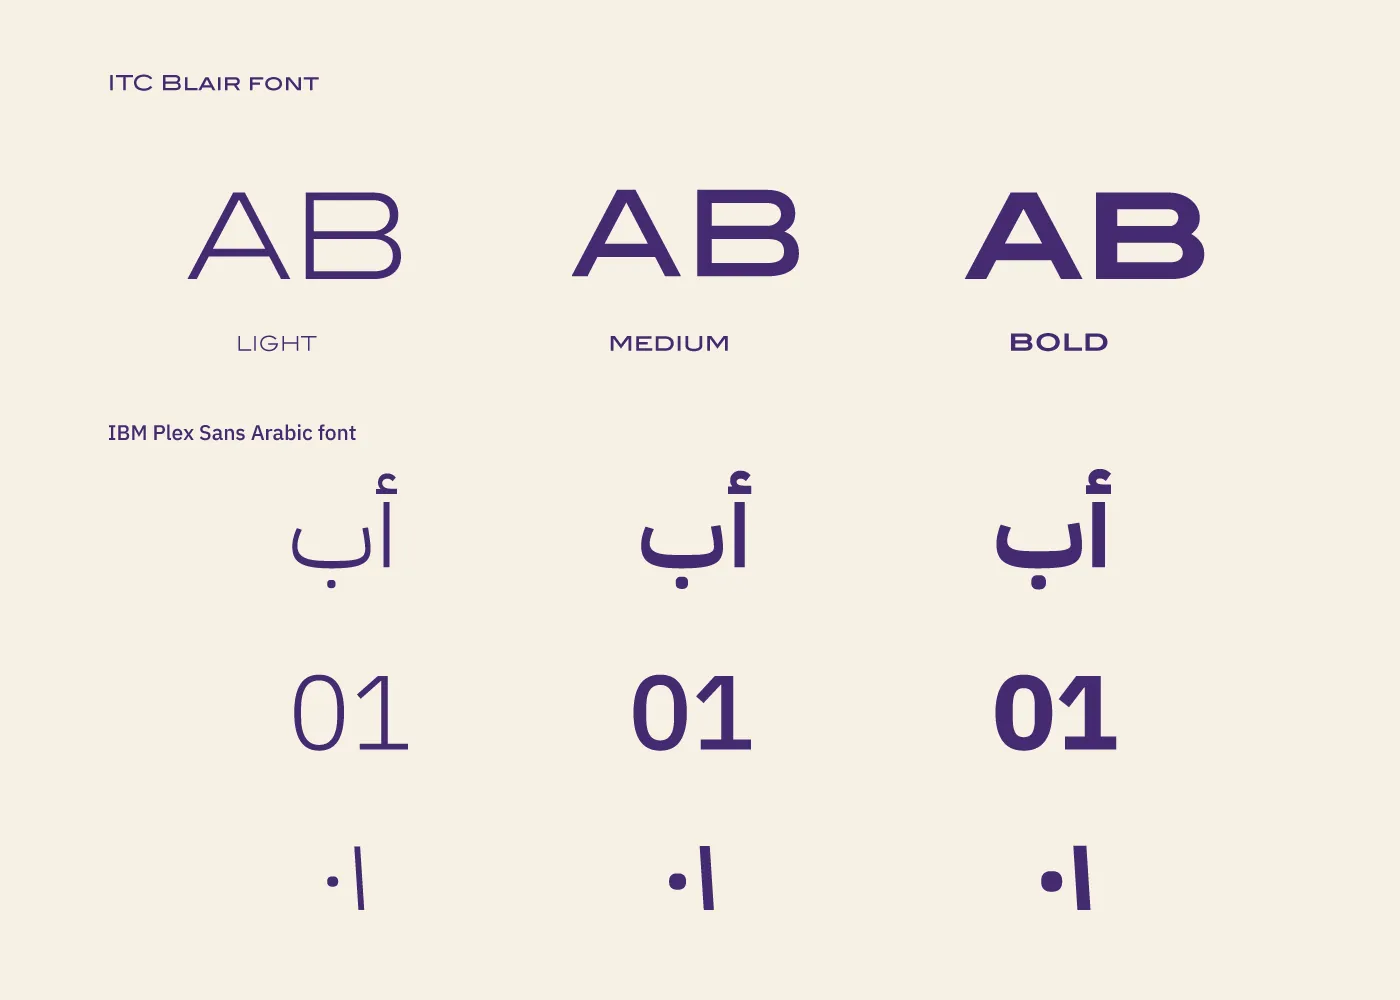 ITC Blair font
AB AB AB
LIGHT MEDIUM BOLD
IBM Plex Sans Arabic font
أب أب أب
01 01 01
٠١ ٠١ ٠١